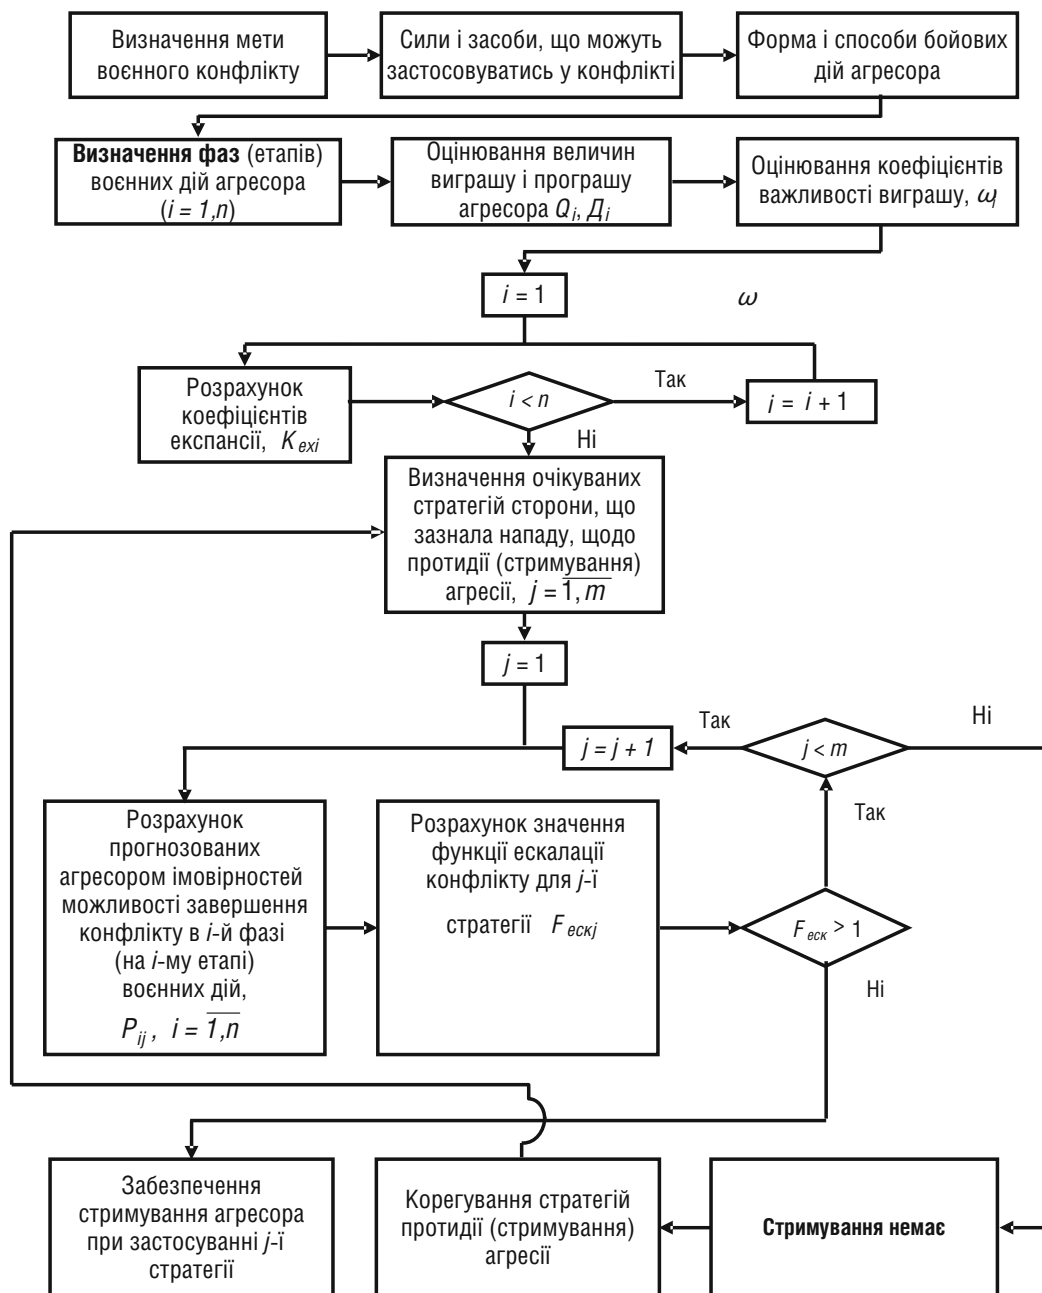 Визначення мети
воєнного конфлікту
Сили і засоби, що можуть
застосовуватись у конфлікті
Форма і способи бойових
дій агресора
Визначення фаз (етапів)
воєнних дій агресора
(i = 1,n)
Оцінювання величин
виграшу і програшу
агресора Qi, Дi
Оцінювання коефіцієнтів
важливості виграшу, ωi
i = 1
ω
Розрахунок
коефіцієнтів
експансії, Kexi
i < n
Так
i = i + 1
Ні
Визначення очікуваних
стратегій сторони, що
зазнала нападу, щодо
протидії (стримування)
агресії, j = 1, m
j = 1
j = j + 1
Так
j < m
Ні
Так
Розрахунок
прогнозованих
агресором імовірностей
можливості завершення
конфлікту в i-й фазі
(на i-му етапі)
воєнних дій,
Pij , i = 1,n
Розрахунок значення
функції ескалації
конфлікту для j-ї
стратегії Fескj
Fеск > 1
Ні
Забезпечення
стримування агресора
при застосуванні j-ї
стратегії
Корегування стратегій
протидії (стримування)
агресії
Стримування немає